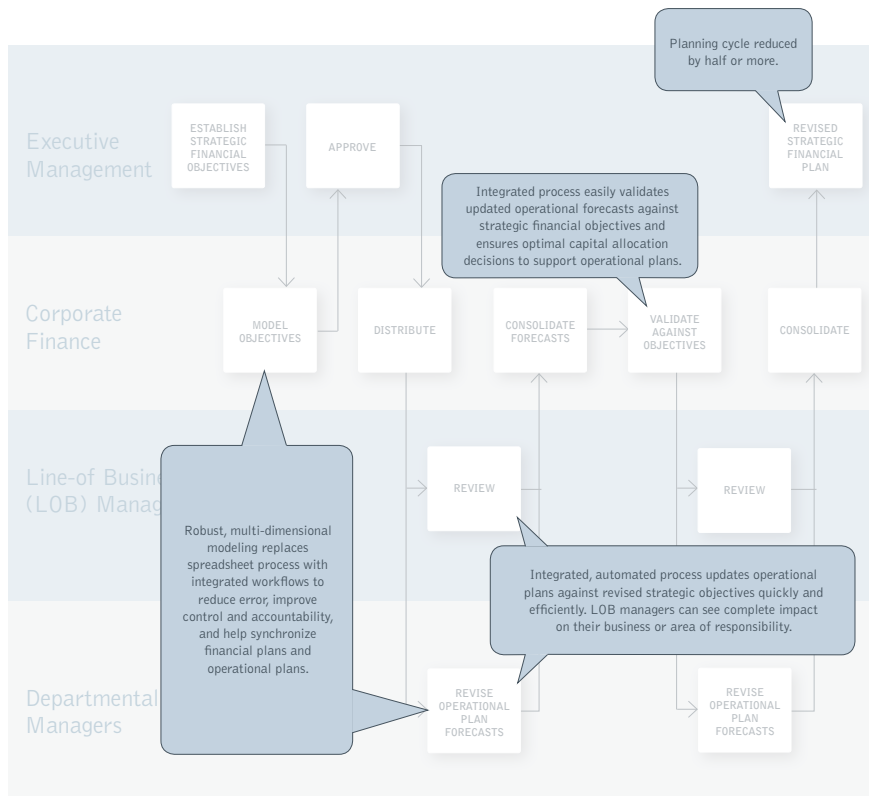 Planning cycle reduced
by half or more.
Executive
Management
ESTABLISH
STRATEGIC
FINANCIAL
OBJECTIVES
APPROVE
REVISED
STRATEGIC
FINANCIAL
PLAN
Integrated process easily validates
updated operational forecasts against
strategic financial objectives and
ensures optimal capital allocation
decisions to support operational plans.
Corporate
Finance
MODEL
OBJECTIVES
DISTRIBUTE
CONSOLIDATE
FORECASTS
VALIDATE
AGAINST
OBJECTIVES
CONSOLIDATE
Line-of Busine
(LOB) Manag
REVIEW
REVIEW
Robust, multi-dimensional
modeling replaces
spreadsheet process with
integrated workflows to
reduce error, improve
control and accountability,
and help synchronize
financial plans and
operational plans.
Integrated, automated process updates operational
plans against revised strategic objectives quickly and
efficiently. LOB managers can see complete impact
on their business or area of responsibility.
Departmental
Managers
REVISE
OPERATIONAL
PLAN
FORECASTS
REVISE
OPERATIONAL
PLAN
FORECASTS